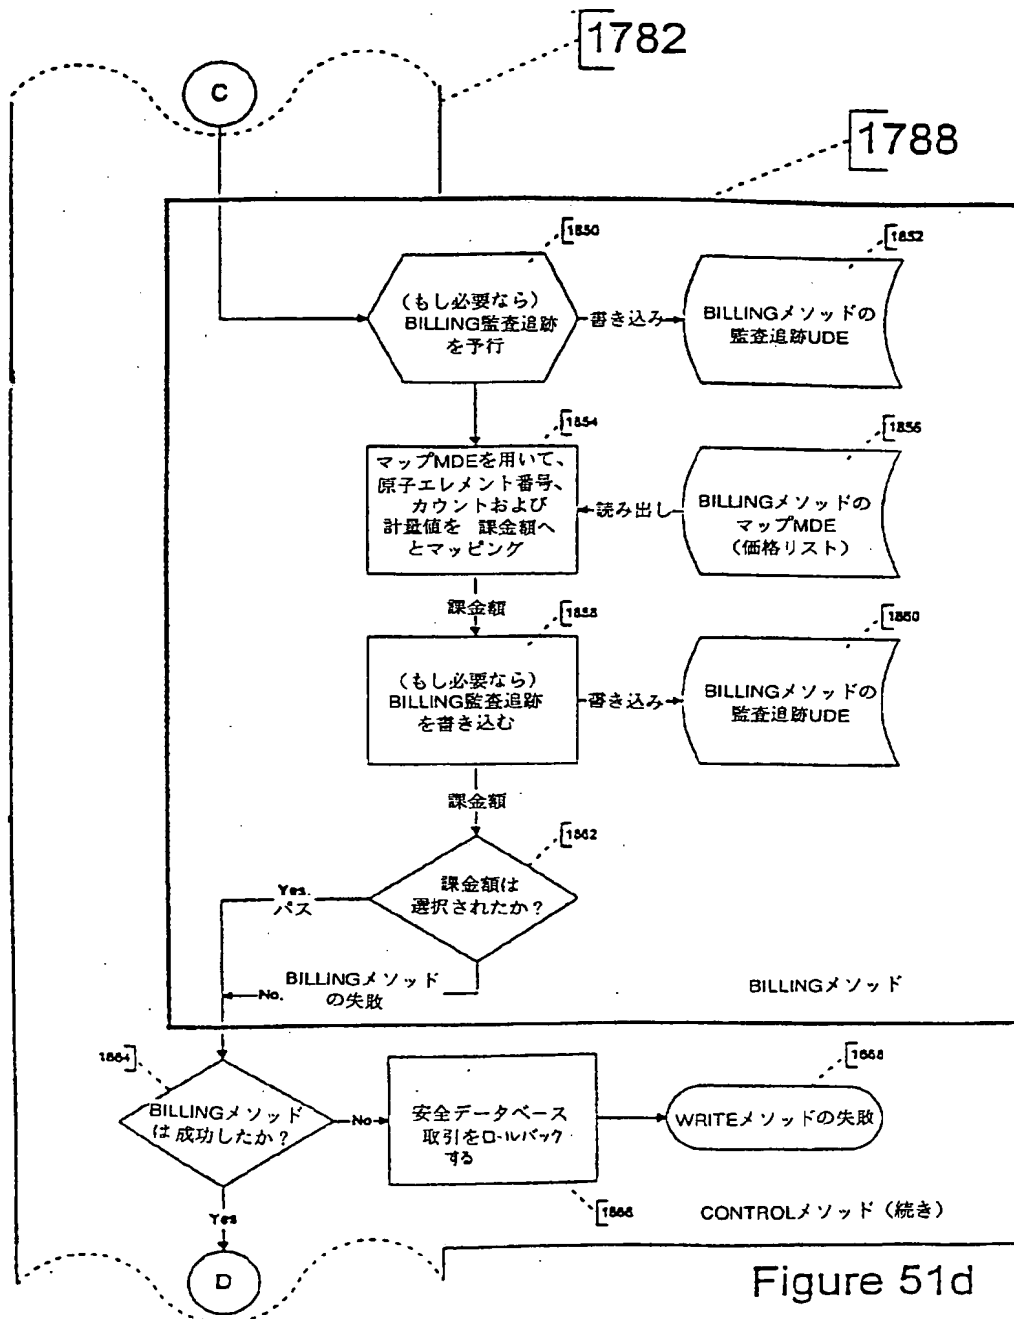 1782
C
1788
1850
(もし必要なら)
BILLING監査追跡
を予行
書き込み
1852
BILLINGメソッドの
監査追跡UDE
1854
マップMDEを用いて、
原子エレメント番号、
カウントおよび
計量値を 課金額へ
とマッピング
読み出し
1856
BILLINGメソッドの
マップMDE
(価格リスト)
課金額
1858
(もし必要なら)
BILLING監査追跡
を書き込む
書き込み
1860
BILLINGメソッドの
監査追跡UDE
課金額
1862
課金額は
選択されたか?
Yes.
パス
No.
BILLINGメソッド
の失敗
BILLINGメソッド
1864
BILLINGメソッド
は成功したか?
No
安全データベース
取引をロールバック
する
1866
1868
WRITEメソッドの失敗
Yes
CONTROLメソッド(続き)
D
Figure 51d